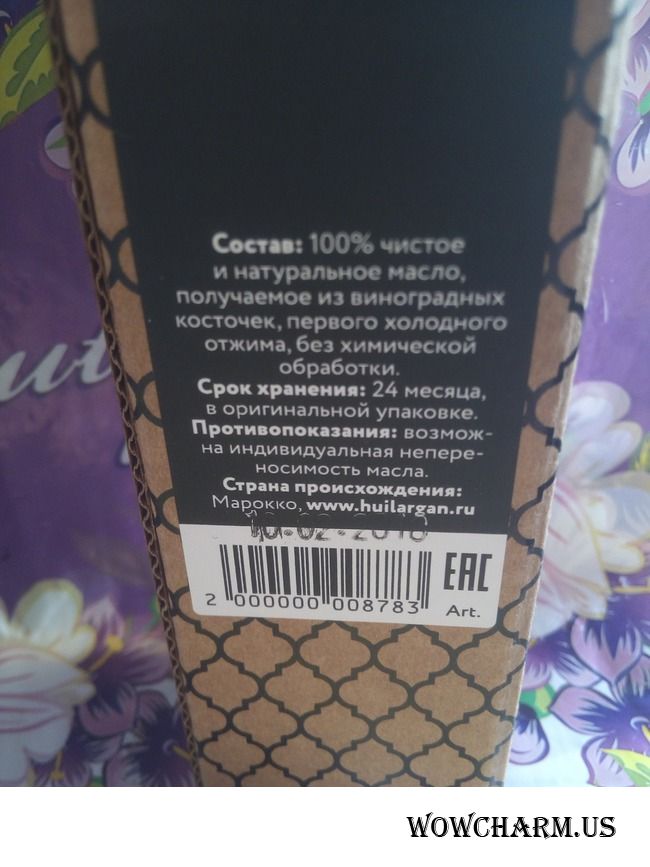 Состав: 100% чистое
и натуральное масло,
получаемое из виноградных
косточек, первого холодного
отжима, без химической
обработки.
Срок хранения: 24 месяца,
в оригинальной упаковке.
Противопоказания: возмож-
на индивидуальная непере-
носимость масла.
Страна происхождения:
Марокко, www.huilargan.ru
2 000000 008783
EAC
Art.
WOWCHARM.US